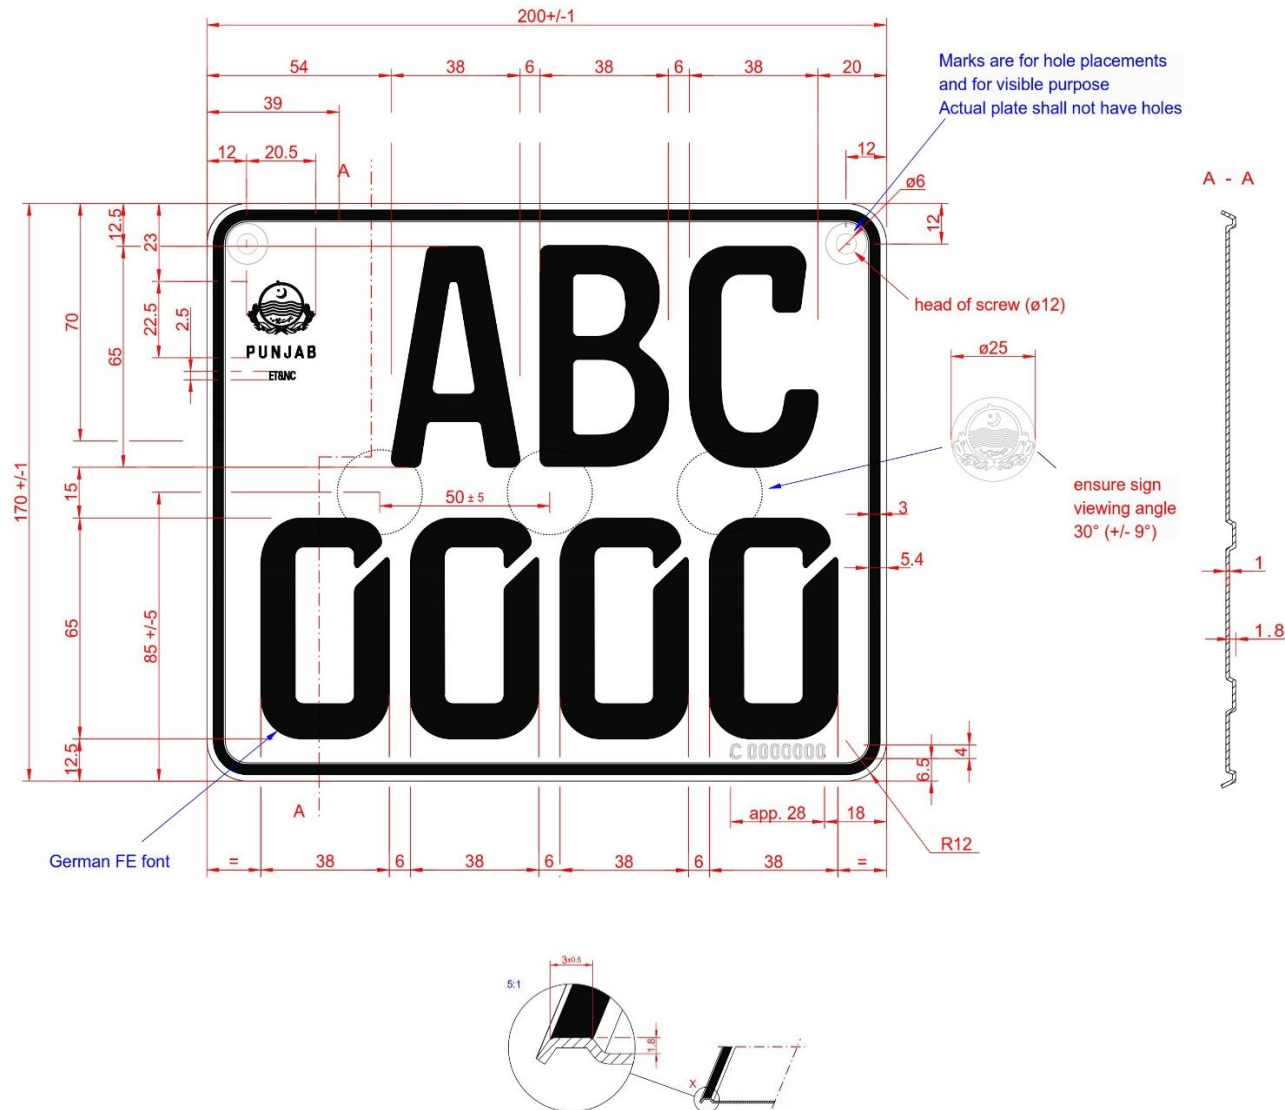 200+/-1
54
38
6
38
6
38
20
Marks are for hole placements
and for visible purpose
Actual plate shall not have holes
39
12
20.5
A
12
ø6
A - A
12.5
23
12
ABC
head of screw (ø12)
70
65
22.5
2.5
PUNJAB
ET&NC
ø25
170 +/-1
15
50 ± 5
ensure sign
viewing angle
30° (+/- 9°)
3
5.4
1
1.8
65
85 +/-5
0000
12.5
C 0000000
4
6.5
A
app. 28
18
R12
German FE font
=
38
6
38
6
38
6
38
=
5:1
3±0.5
1.8
X